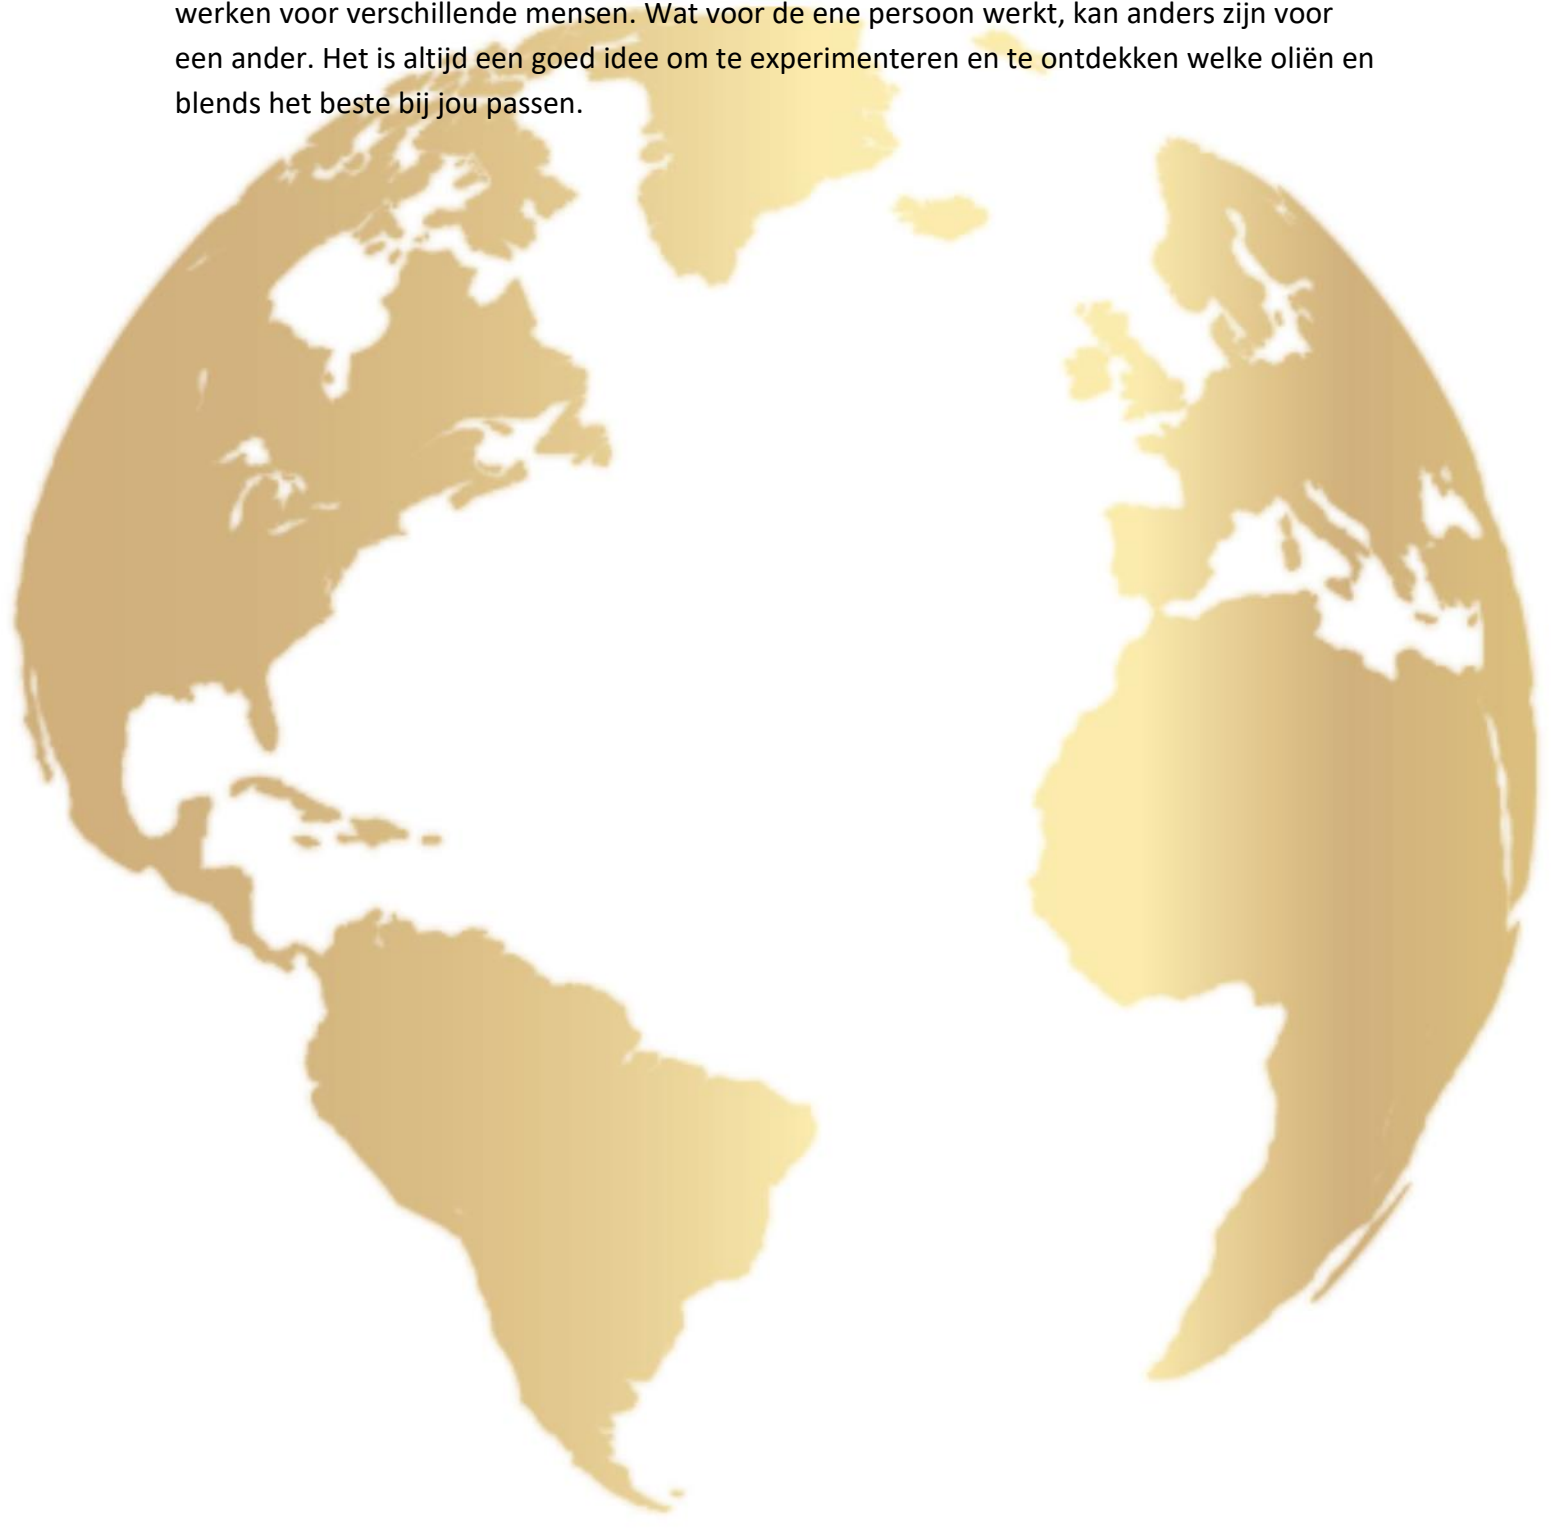 werken voor verschillende mensen. Wat voor de ene persoon werkt, kan anders zijn voor
een ander. Het is altijd een goed idee om te experimenteren en te ontdekken welke oliën en
blends het beste bij jou passen.